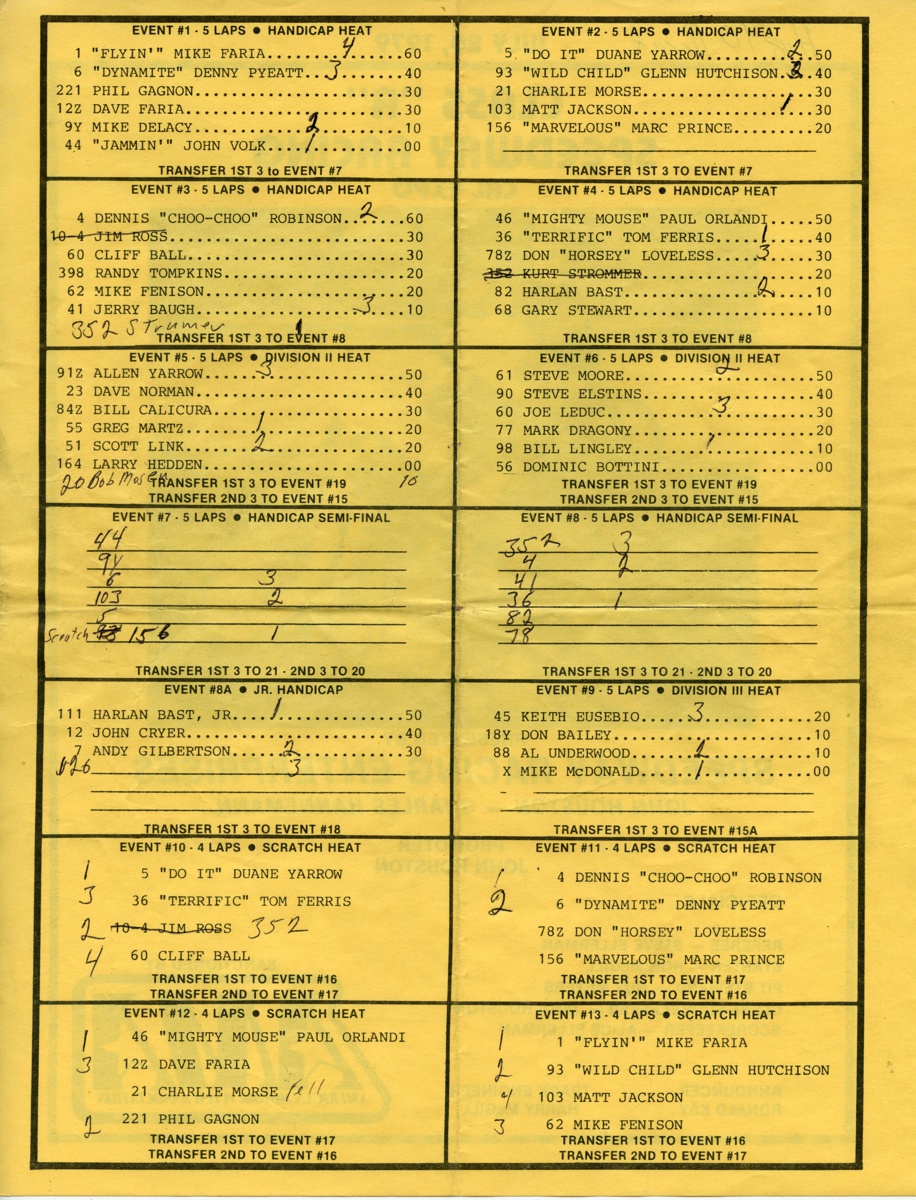 EVENT #1 - 5 LAPS ● HANDICAP HEAT
1 "FLYIN'" MIKE FARIA.....4.....60
6 "DYNAMITE" DENNY PYEATT...3.......40
221 PHIL GAGNON.....................30
12Z DAVE FARIA......................30
9Y MIKE DELACY..........2..........10
44 "JAMMIN'" JOHN VOLK....1.........00
TRANSFER 1ST 3 to EVENT #7
EVENT #2 - 5 LAPS ● HANDICAP HEAT
5 "DO IT" DUANE YARROW........2.50
93 "WILD CHILD" GLENN HUTCHISON.3.40
21 CHARLIE MORSE..................30
103 MATT JACKSON............1.....30
156 "MARVELOUS" MARC PRINCE........20
TRANSFER 1ST 3 TO EVENT #7
EVENT #3 - 5 LAPS ● HANDICAP HEAT
4 DENNIS "CHOO-CHOO" ROBINSON..2....60
10-4 JIM ROSS.......................30
60 CLIFF BALL......................30
398 RANDY TOMPKINS..................20
62 MIKE FENISON....................20
41 JERRY BAUGH................3....10
352 Strumer 1
TRANSFER 1ST 3 TO EVENT #8
EVENT #4 - 5 LAPS ● HANDICAP HEAT
46 "MIGHTY MOUSE" PAUL ORLANDI.....50
36 "TERRIFIC" TOM FERRIS.....1.....40
78Z DON "HORSEY" LOVELESS.....3.....30
352 KURT STROMMER..................20
82 HARLAN BAST.............2.......10
68 GARY STEWART....................10
TRANSFER 1ST 3 TO EVENT #8
EVENT #5 - 5 LAPS ● DIVISION II HEAT
91Z ALLEN YARROW......3..............50
23 DAVE NORMAN......................40
84Z BILL CALICURA....................30
55 GREG MARTZ........1..............20
51 SCOTT LINK........2..............20
164 LARRY HEDDEN.....................00
20 Bob Mosen 10
TRANSFER 1ST 3 TO EVENT #19
TRANSFER 2ND 3 TO EVENT #15
EVENT #6 - 5 LAPS ● DIVISION II HEAT
61 STEVE MOORE..........2..........50
90 STEVE ELSTINS...................40
60 JOE LEDUC............3..........30
77 MARK DRAGONY....................20
98 BILL LINGLEY........1...........10
56 DOMINIC BOTTINI.................00
TRANSFER 1ST 3 TO EVENT #19
TRANSFER 2ND 3 TO EVENT #15
EVENT #7 - 5 LAPS ● HANDICAP SEMI-FINAL
44
9Y
6 3
103 2
5
Scratch 93 156 1
TRANSFER 1ST 3 TO 21 - 2ND 3 TO 20
EVENT #8 - 5 LAPS ● HANDICAP SEMI-FINAL
352 3
4 2
41
36 1
82
78
TRANSFER 1ST 3 TO 21 - 2ND 3 TO 20
EVENT #8A ● JR. HANDICAP
111 HARLAN BAST, JR....1..............50
12 JOHN CRYER.......................40
7 ANDY GILBERTSON......2...........30
126 3
TRANSFER 1ST 3 TO EVENT #18
EVENT #9 - 5 LAPS ● DIVISION III HEAT
45 KEITH EUSEBIO.....3.............20
18Y DON BAILEY......................10
88 AL UNDERWOOD......2.............10
X MIKE McDONALD.....1.............00
TRANSFER 1ST 3 TO EVENT #15A
EVENT #10 - 4 LAPS ● SCRATCH HEAT
1 5 "DO IT" DUANE YARROW
3 36 "TERRIFIC" TOM FERRIS
2 10-4 JIM ROSS 352
4 60 CLIFF BALL
TRANSFER 1ST TO EVENT #16
TRANSFER 2ND TO EVENT #17
EVENT #11 - 4 LAPS ● SCRATCH HEAT
1 4 DENNIS "CHOO-CHOO" ROBINSON
2 6 "DYNAMITE" DENNY PYEATT
78Z DON "HORSEY" LOVELESS
156 "MARVELOUS" MARC PRINCE
TRANSFER 1ST TO EVENT #17
TRANSFER 2ND TO EVENT #16
EVENT #12 - 4 LAPS ● SCRATCH HEAT
1 46 "MIGHTY MOUSE" PAUL ORLANDI
3 12Z DAVE FARIA
21 CHARLIE MORSE fell
2 221 PHIL GAGNON
TRANSFER 1ST TO EVENT #17
TRANSFER 2ND TO EVENT #16
EVENT #13 - 4 LAPS ● SCRATCH HEAT
1 1 "FLYIN'" MIKE FARIA
2 93 "WILD CHILD" GLENN HUTCHISON
4 103 MATT JACKSON
3 62 MIKE FENISON
TRANSFER 1ST TO EVENT #16
TRANSFER 2ND TO EVENT #17